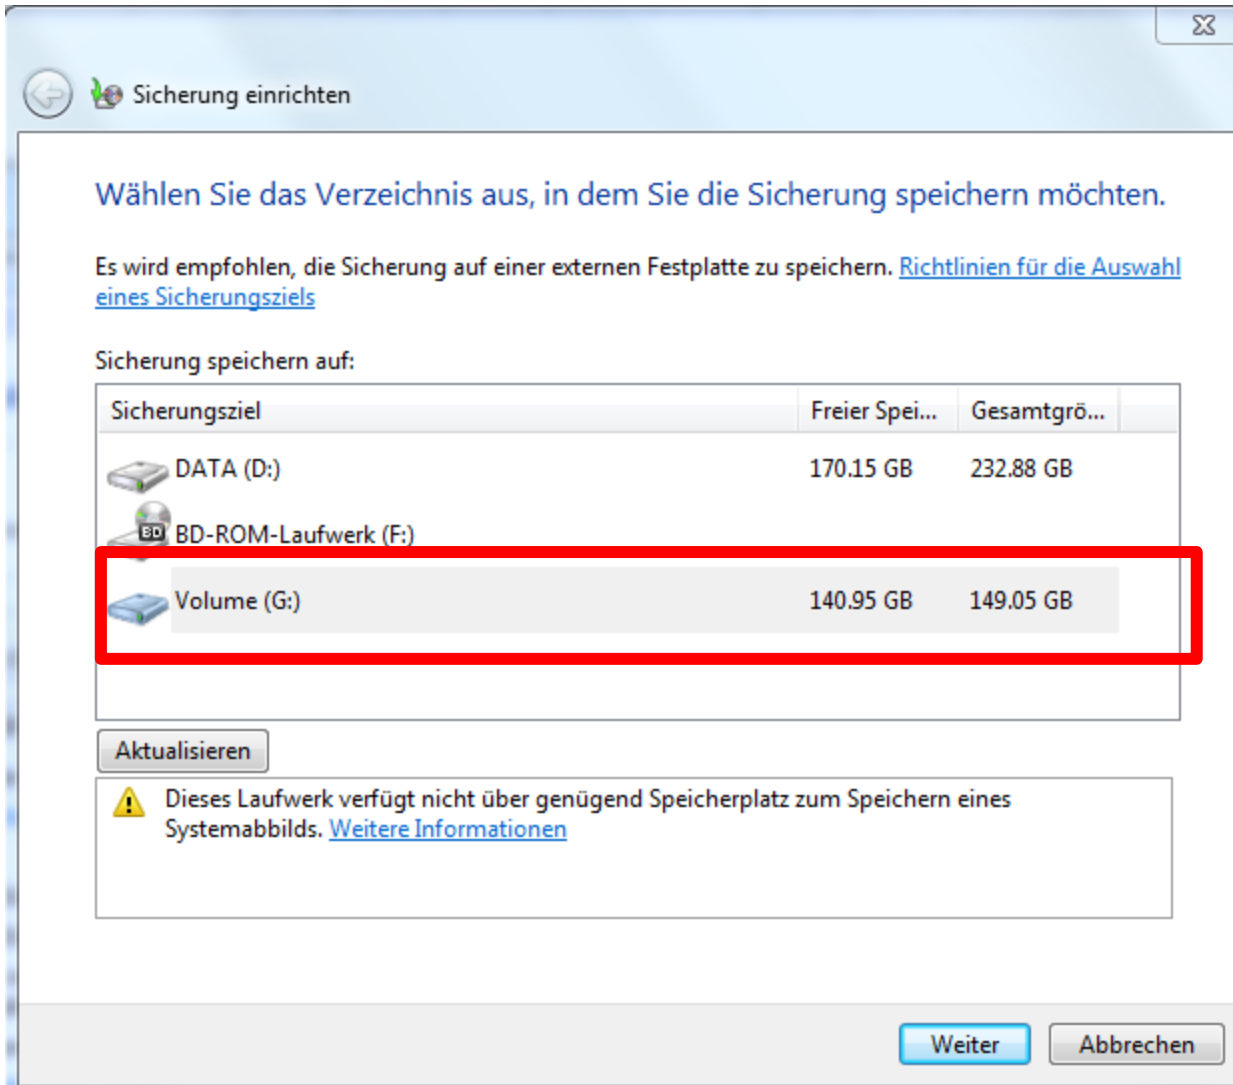 Sicherung einrichten
Wählen Sie das Verzeichnis aus, in dem Sie die Sicherung speichern möchten.
Es wird empfohlen, die Sicherung auf einer externen Festplatte zu speichern. Richtlinien für die Auswahl
eines Sicherungsziels
Sicherung speichern auf:
Sicherungsziel Freier Spei... Gesamtgrö...
DATA (D:) 170.15 GB 232.88 GB
BD BD-ROM-Laufwerk (F:)
Volume (G:) 140.95 GB 149.05 GB
Aktualisieren
Dieses Laufwerk verfügt nicht über genügend Speicherplatz zum Speichern eines
Systemabbilds. Weitere Informationen
Weiter Abbrechen